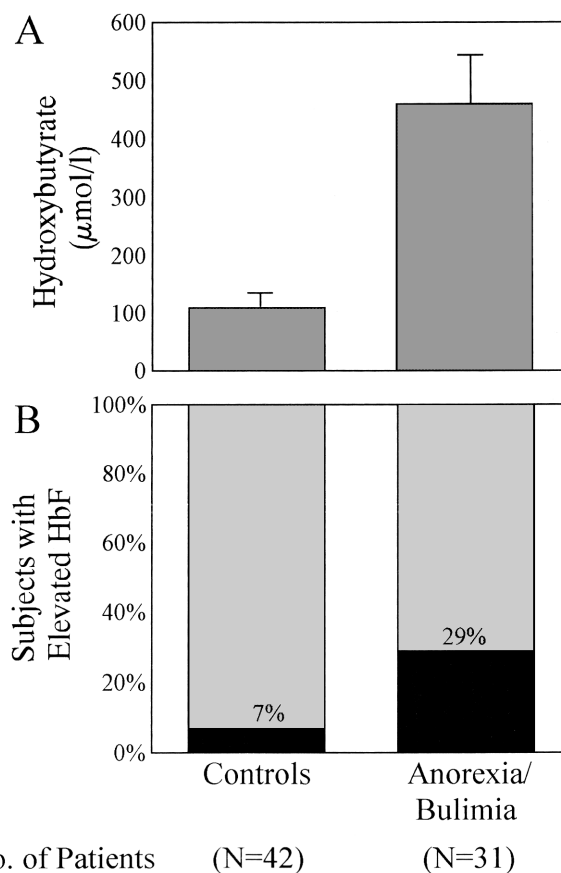 A
Hydroxybutyrate
(μmol/l)
600
500
400
300
200
100
0
B
Subjects with
Elevated HbF
100%
80%
60%
40%
20%
0%
7%
29%
Controls
Anorexia/
Bulimia
of Patients (N=42) (N=31)